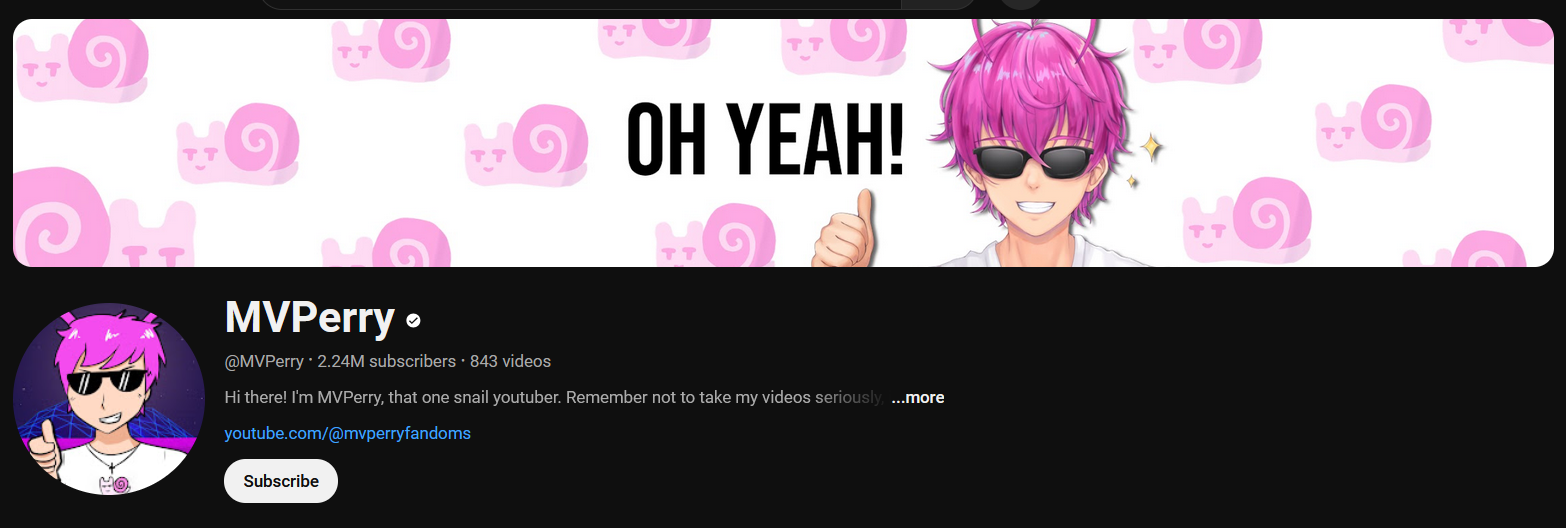 OH YEAH!
MVPerry
@MVPerry · 2.24M subscribers · 843 videos
Hi there! I'm MVPerry, that one snail youtuber. Remember not to take my videos seriously, ...more
youtube.com/@mvperryfandoms
Subscribe